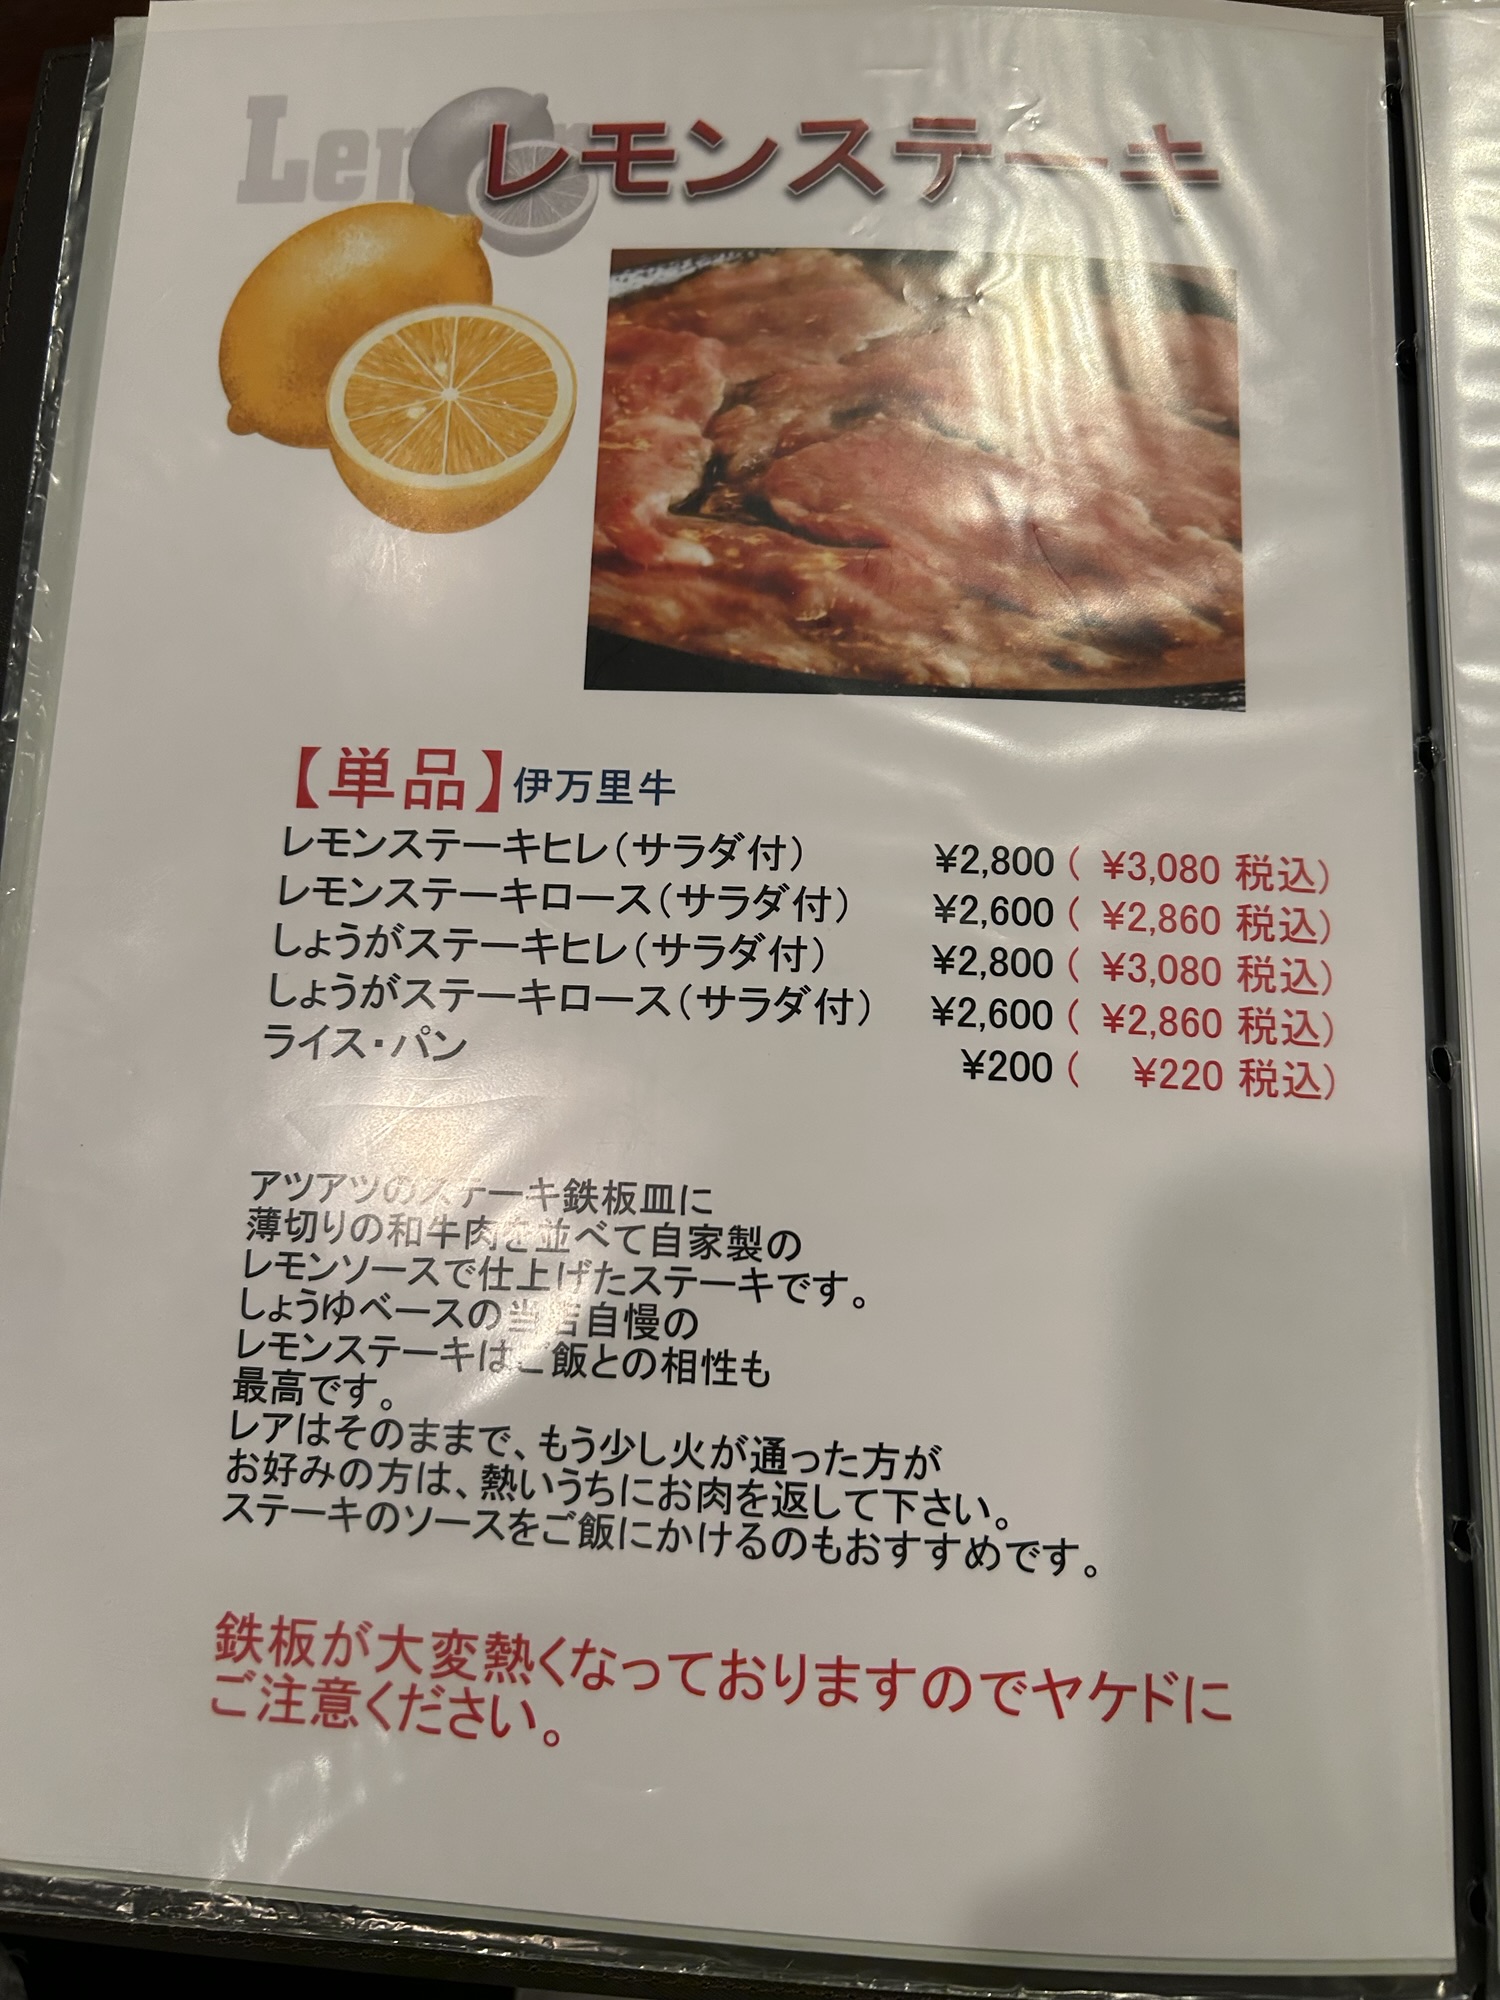 レモンステーキ
【単品】伊万里牛
レモンステーキヒレ(サラダ付) ¥2,800 ( ¥3,080 税込)
レモンステーキロース(サラダ付) ¥2,600 ( ¥2,860 税込)
しょうがステーキヒレ(サラダ付) ¥2,800 ( ¥3,080 税込)
しょうがステーキロース(サラダ付) ¥2,600 ( ¥2,860 税込)
ライス・パン ¥200 ( ¥220 税込)
アツアツのステーキ鉄板皿に
薄切りの和牛肉を並べて自家製の
レモンソースで仕上げたステーキです。
しょうゆベースの当店自慢の
レモンステーキはご飯との相性も
最高です。
レアはそのままで、もう少し火が通った方が
お好みの方は、熱いうちにお肉を返して下さい。
ステーキのソースをご飯にかけるのもおすすめです。
鉄板が大変熱くなっておりますのでヤケドに
ご注意ください。